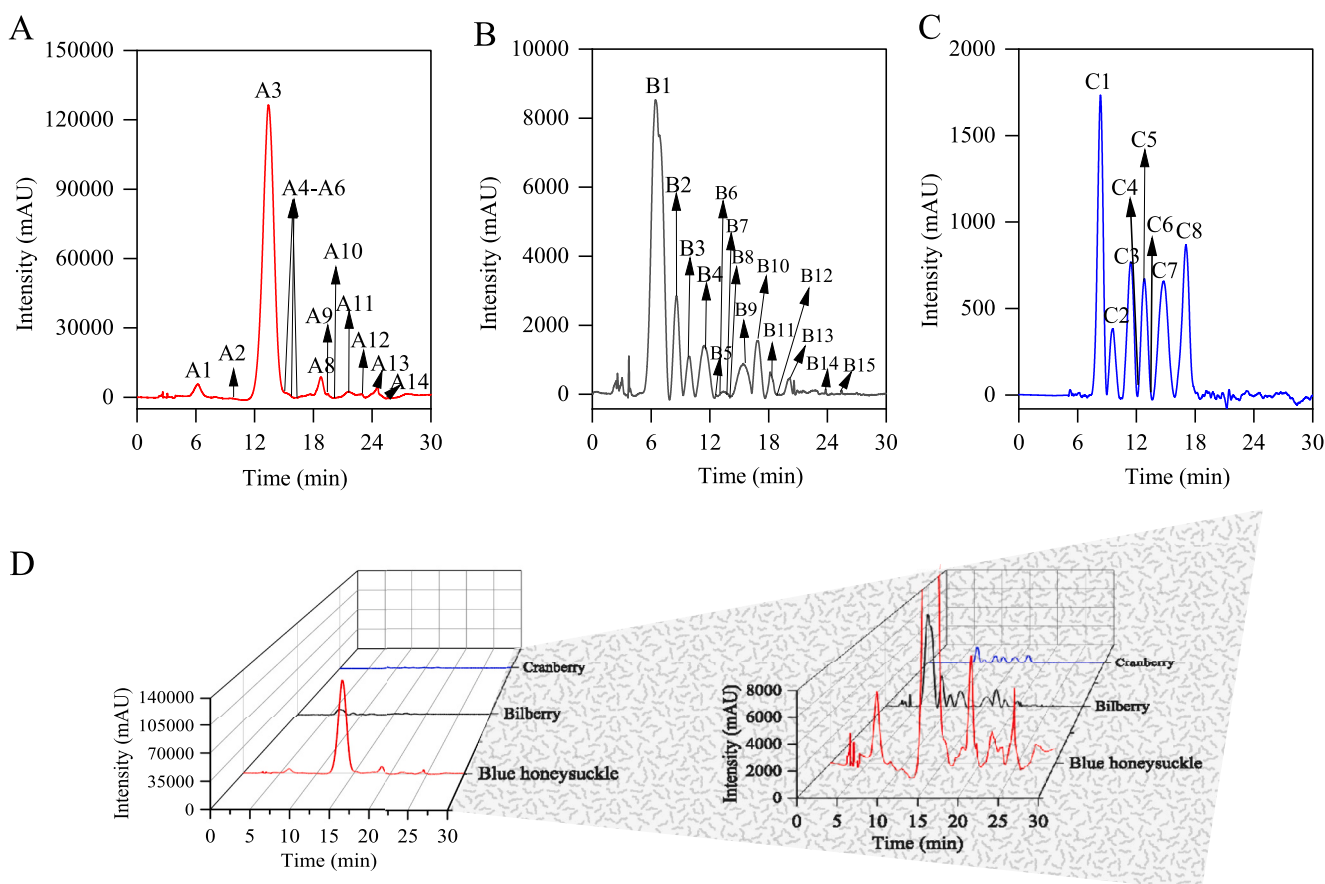 A
150000
120000
90000
60000
30000
0
Intensity (mAU)
A1
A2
A3
A4-A6
A8
A9
A10
A11
A12
A13
A14
0 6 12 18 24 30
Time (min)
B
10000
8000
6000
4000
2000
0
Intensity (mAU)
B1
B2
B3
B4
B5
B6
B7
B8
B9
B10
B11
B12
B13
B14
B15
0 6 12 18 24 30
Time (min)
C
2000
1500
1000
500
0
Intensity (mAU)
C1
C2
C3
C4
C5
C6
C7
C8
0 6 12 18 24 30
Time (min)
D
140000
105000
70000
35000
0
Intensity (mAU)
Cranberry
Bilberry
Blue honeysuckle
0 5 10 15 20 25 30
Time (min)
8000
6000
4000
2000
0
Intensity (mAU)
Cranberry
Bilberry
Blue honeysuckle
0 5 10 15 20 25 30
Time (min)